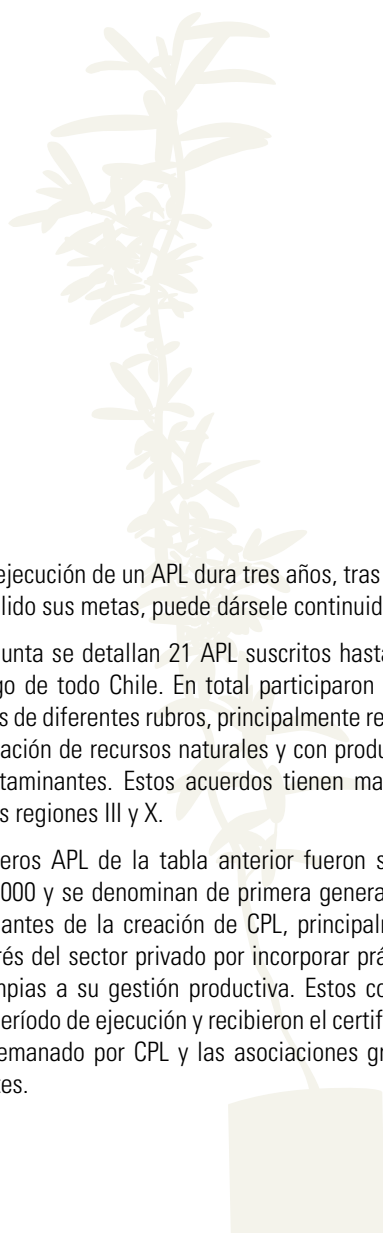 ejecución de un APL dura tres años, tras
lido sus metas, puede dársele continuid
unta se detallan 21 APL suscritos hast
go de todo Chile. En total participaron
s de diferentes rubros, principalmente re
ación de recursos naturales y con produ
taminantes. Estos acuerdos tienen ma
s regiones III y X.
eros APL de la tabla anterior fueron s
000 y se denominan de primera genera
antes de la creación de CPL, principal
rés del sector privado por incorporar prá
mpias a su gestión productiva. Estos co
período de ejecución y recibieron el certif
emanado por CPL y las asociaciones gr
tes.